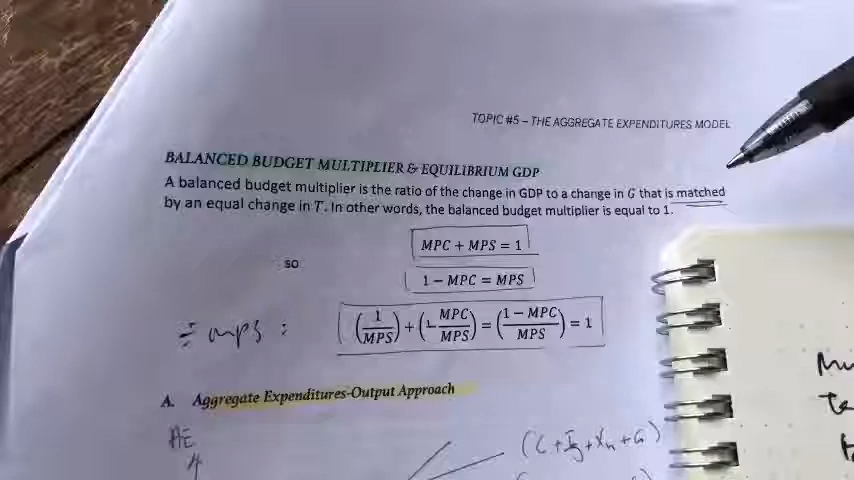 TOPIC #5 – THE AGGREGATE EXPENDITURES MODEL
BALANCED BUDGET MULTIPLIER & EQUILIBRIUM GDP
A balanced budget multiplier is the ratio of the change in GDP to a change in G that is matched
by an equal change in T. In other words, the balanced budget multiplier is equal to 1.
MPC + MPS = 1
so
1 − MPC = MPS
÷ mps : (1/MPS) + (−MPC/MPS) = (1 − MPC/MPS) = 1
A. Aggregate Expenditures-Output Approach
AE
(C + Ig + Xn + G)
Mu
te